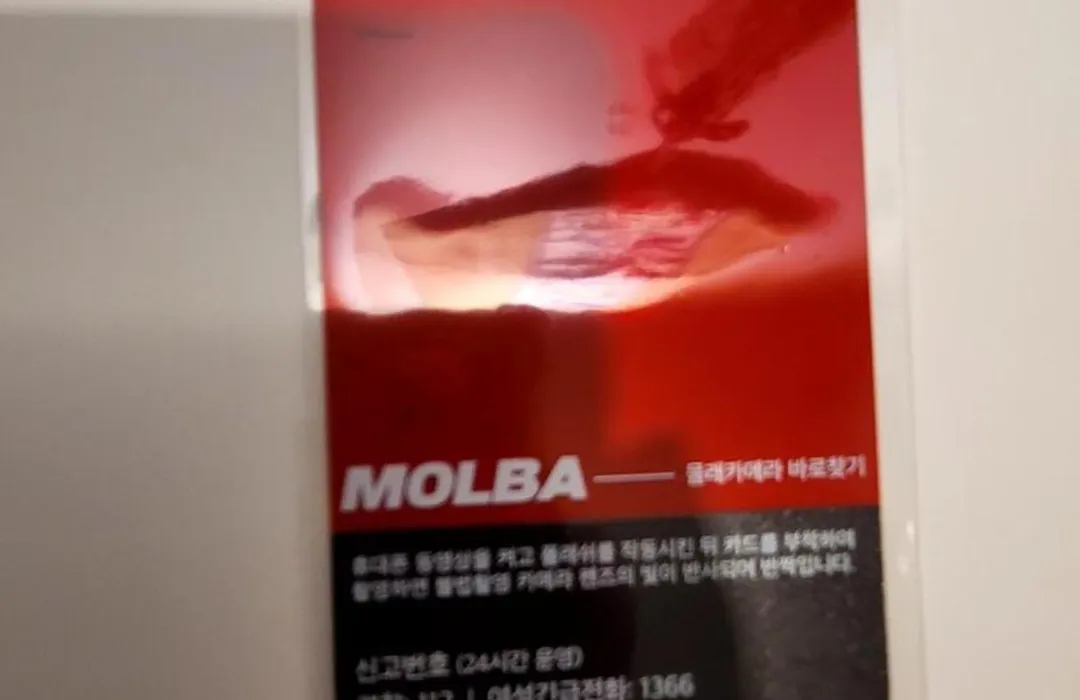 MOLBA
몰래카메라 바로찾기
휴대폰 동영상을 켜고 플래쉬를 작동시킨 뒤 카드를 부착하여
촬영하면 불법촬영 카메라 렌즈의 빛이 반사되어 반짝입니다.
신고번호 (24시간 운영)
경찰: 112 | 여성긴급전화: 1366